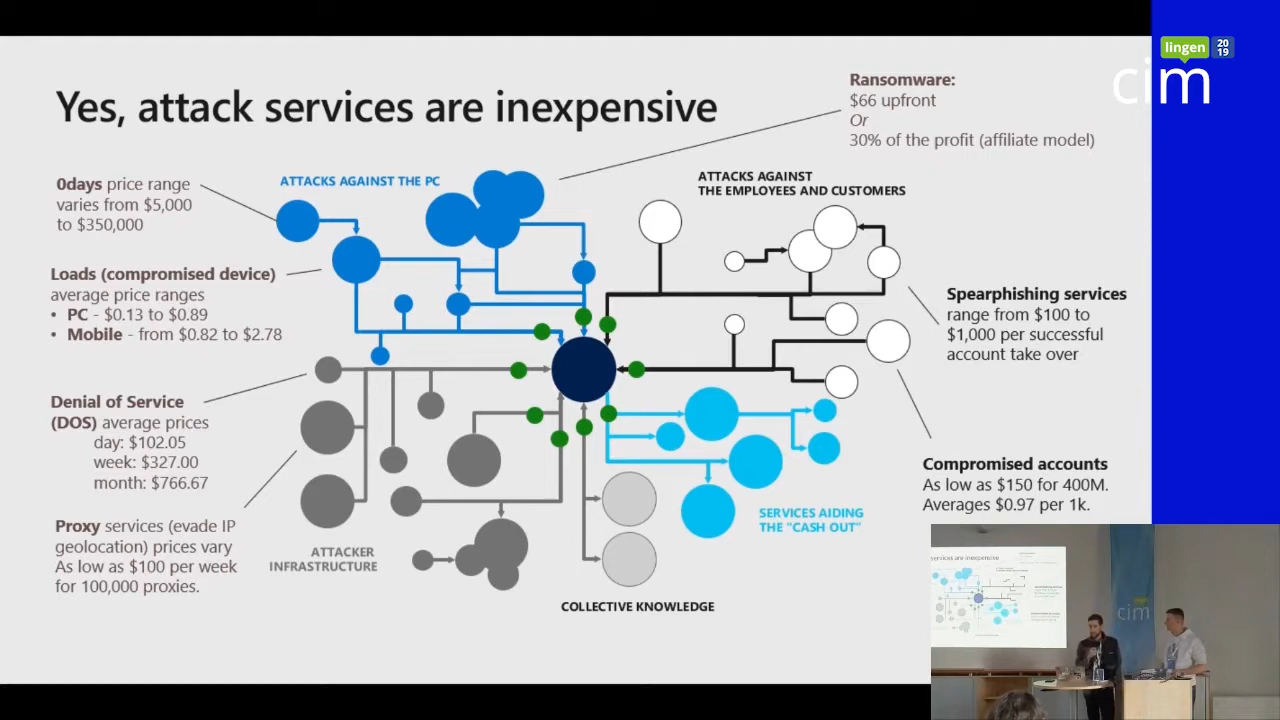 lingen
20
19
cim
Yes, attack services are inexpensive
Ransomware:
$66 upfront
Or
30% of the profit (affiliate model)
0days price range
varies from $5,000
to $350,000
ATTACKS AGAINST THE PC
ATTACKS AGAINST
THE EMPLOYEES AND CUSTOMERS
Loads (compromised device)
average price ranges
• PC - $0.13 to $0.89
• Mobile - from $0.82 to $2.78
Spearphishing services
range from $100 to
$1,000 per successful
account take over
Denial of Service
(DOS) average prices
day: $102.05
week: $327.00
month: $766.67
Compromised accounts
As low as $150 for 400M.
Averages $0.97 per 1k.
Proxy services (evade IP
geolocation) prices vary
As low as $100 per week
for 100,000 proxies.
ATTACKER
INFRASTRUCTURE
SERVICES AIDING
THE "CASH OUT"
COLLECTIVE KNOWLEDGE
services are inexpensive
cim